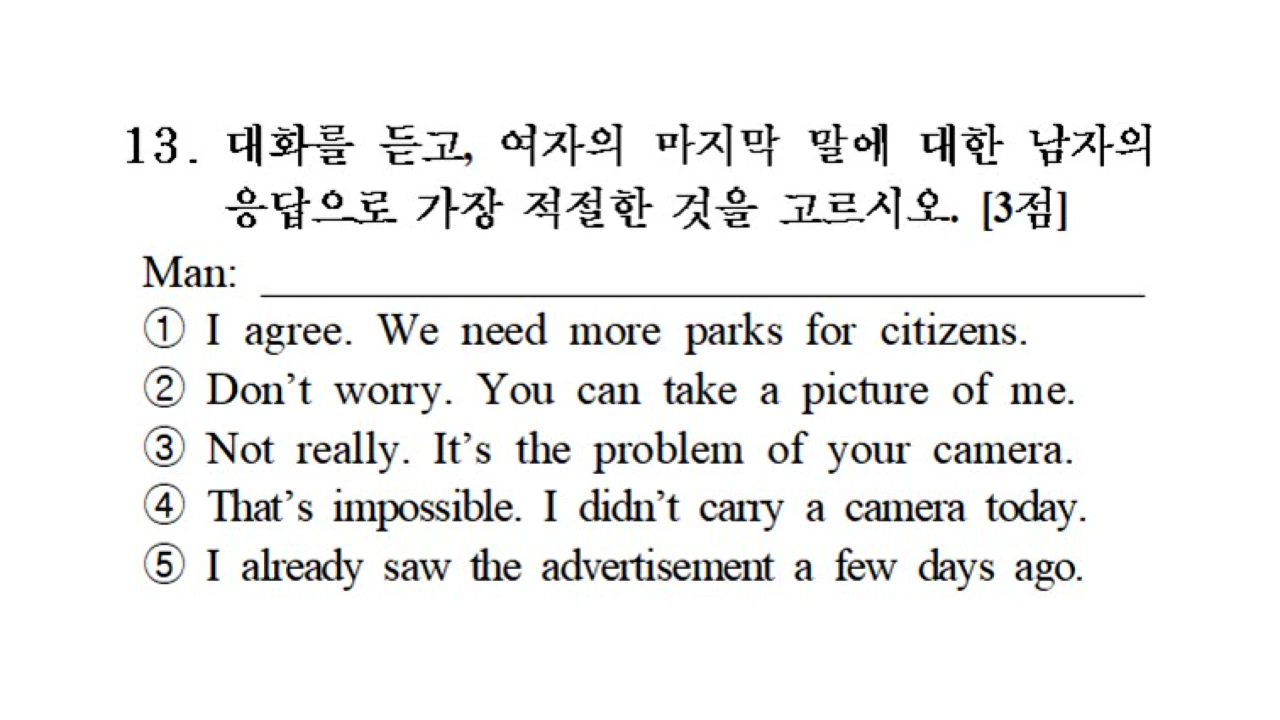 13. 대화를 듣고, 여자의 마지막 말에 대한 남자의
응답으로 가장 적절한 것을 고르시오. [3점]
Man: ___________________________________
① I agree. We need more parks for citizens.
② Don’t worry. You can take a picture of me.
③ Not really. It’s the problem of your camera.
④ That’s impossible. I didn’t carry a camera today.
⑤ I already saw the advertisement a few days ago.